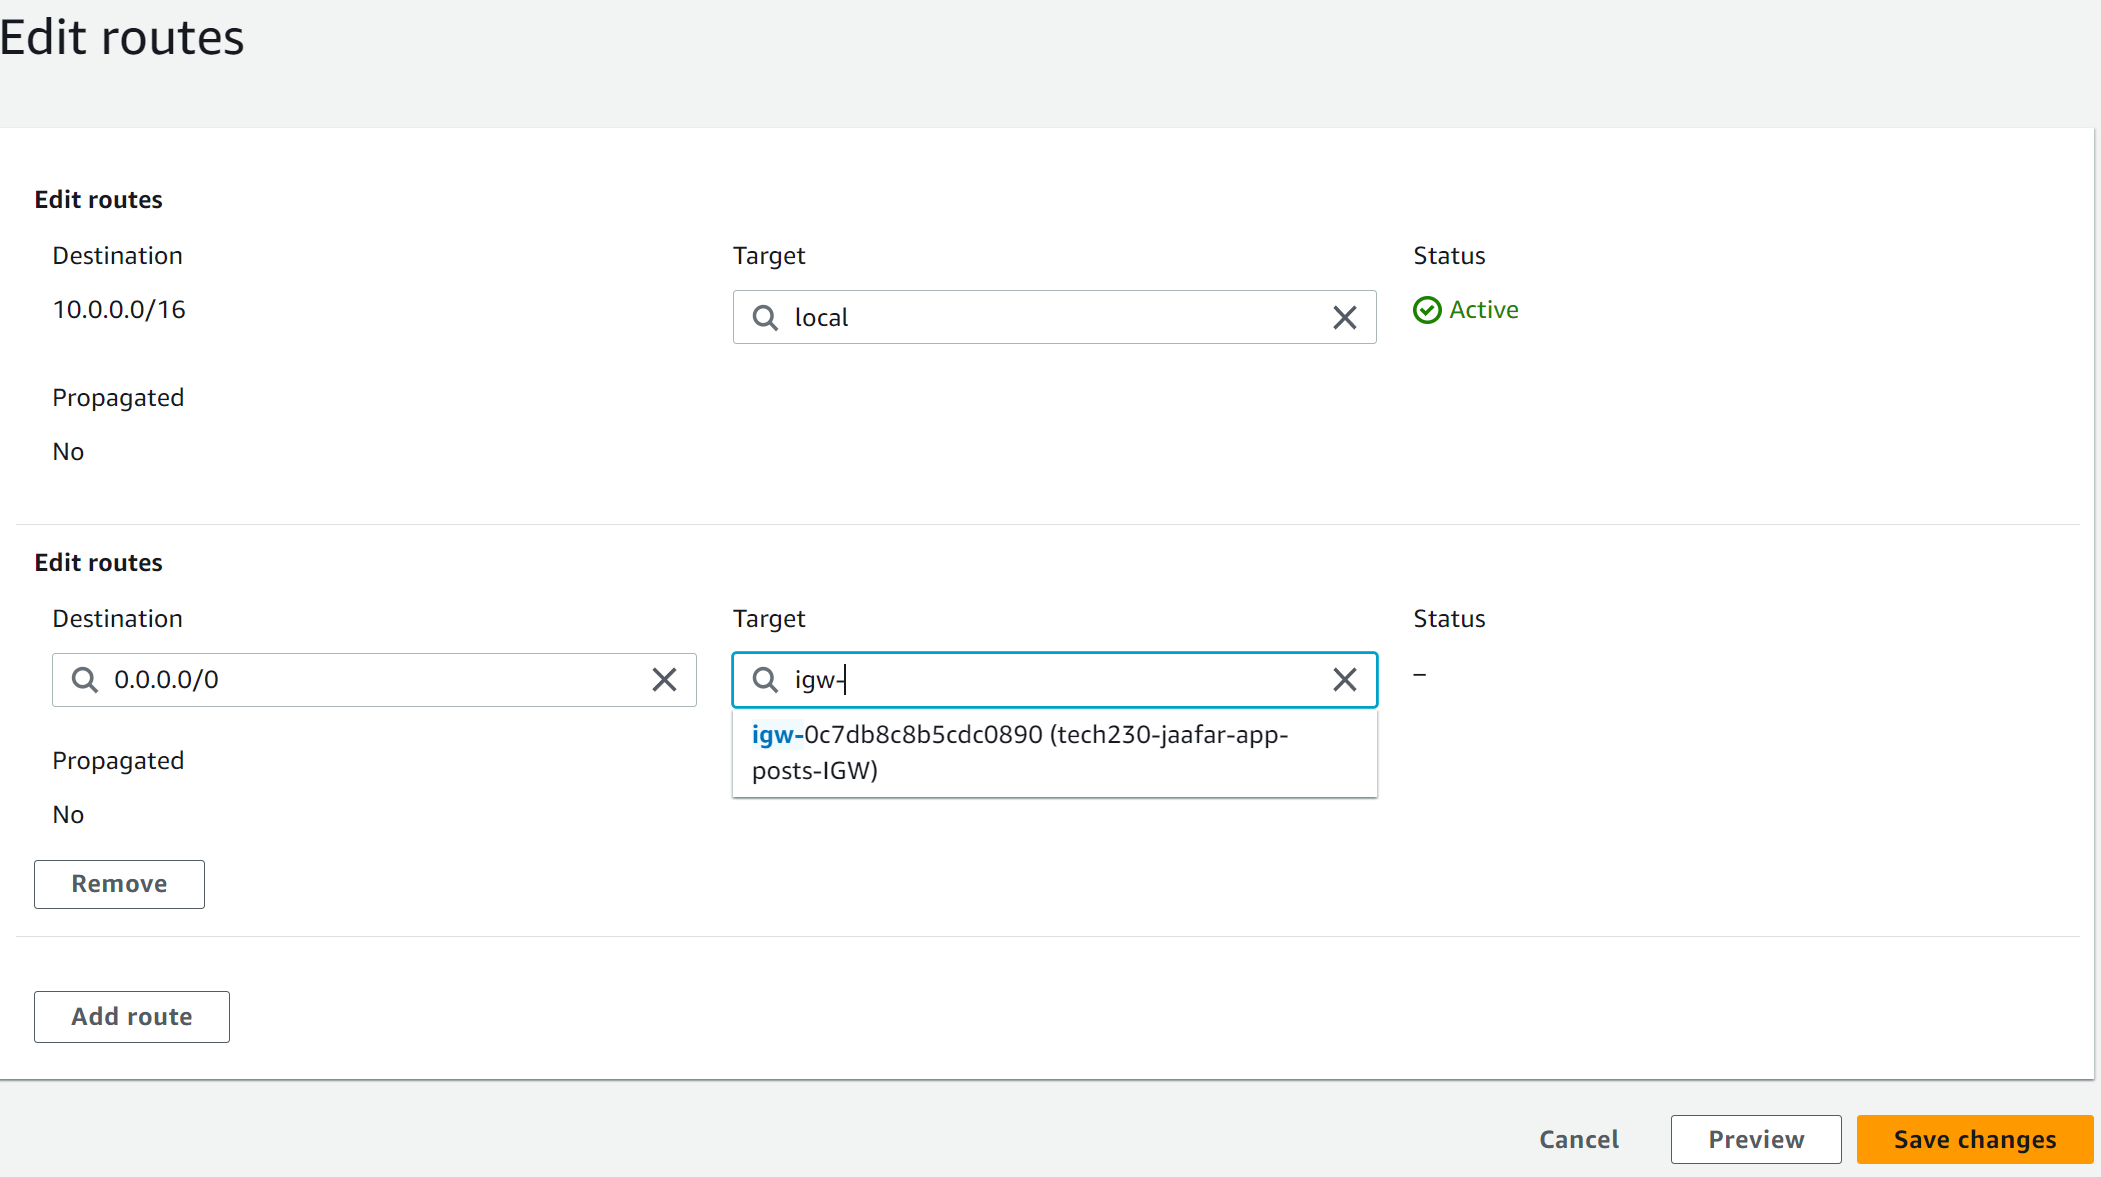 Edit routes
Edit routes
Destination
Target
Status
10.0.0.0/16
local
Active
Propagated
No
Edit routes
Destination
Target
Status
0.0.0.0/0
igw-
–
igw-0c7db8c8b5cdc0890 (tech230-jaafar-app-
posts-IGW)
Propagated
No
Remove
Add route
Cancel
Preview
Save changes